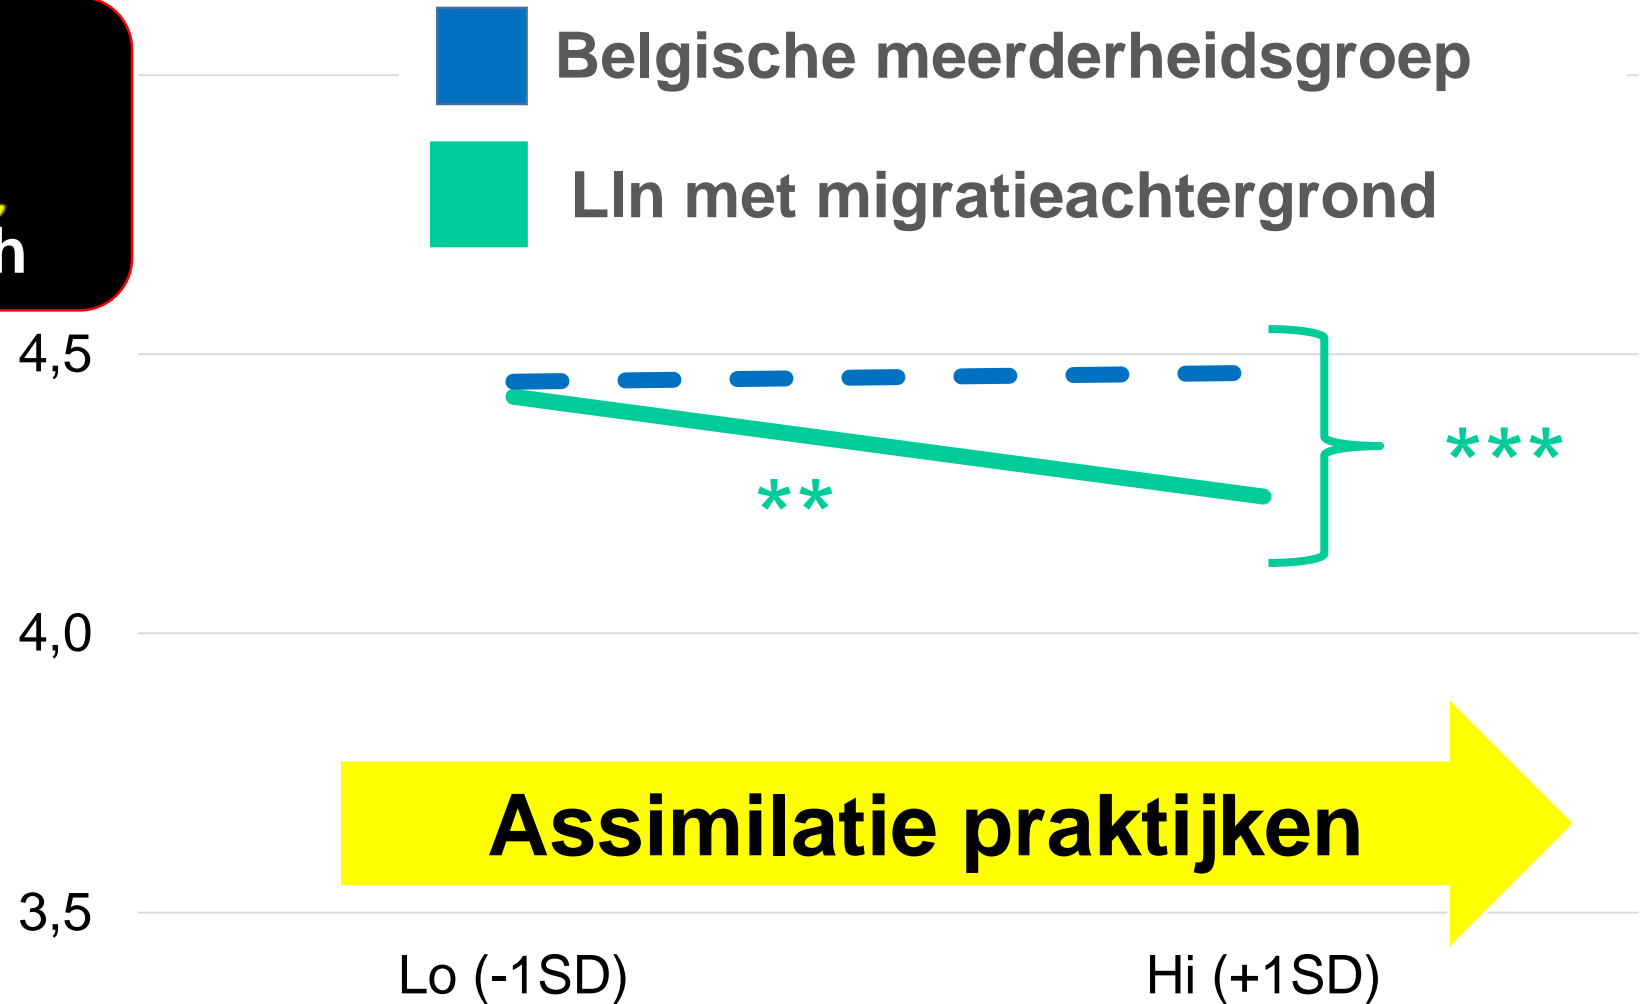 Belgische meerderheidsgroep
Lln met migratieachtergrond
4,5
***
**
4,0
Assimilatie praktijken
3,5
Lo (-1SD)
Hi (+1SD)